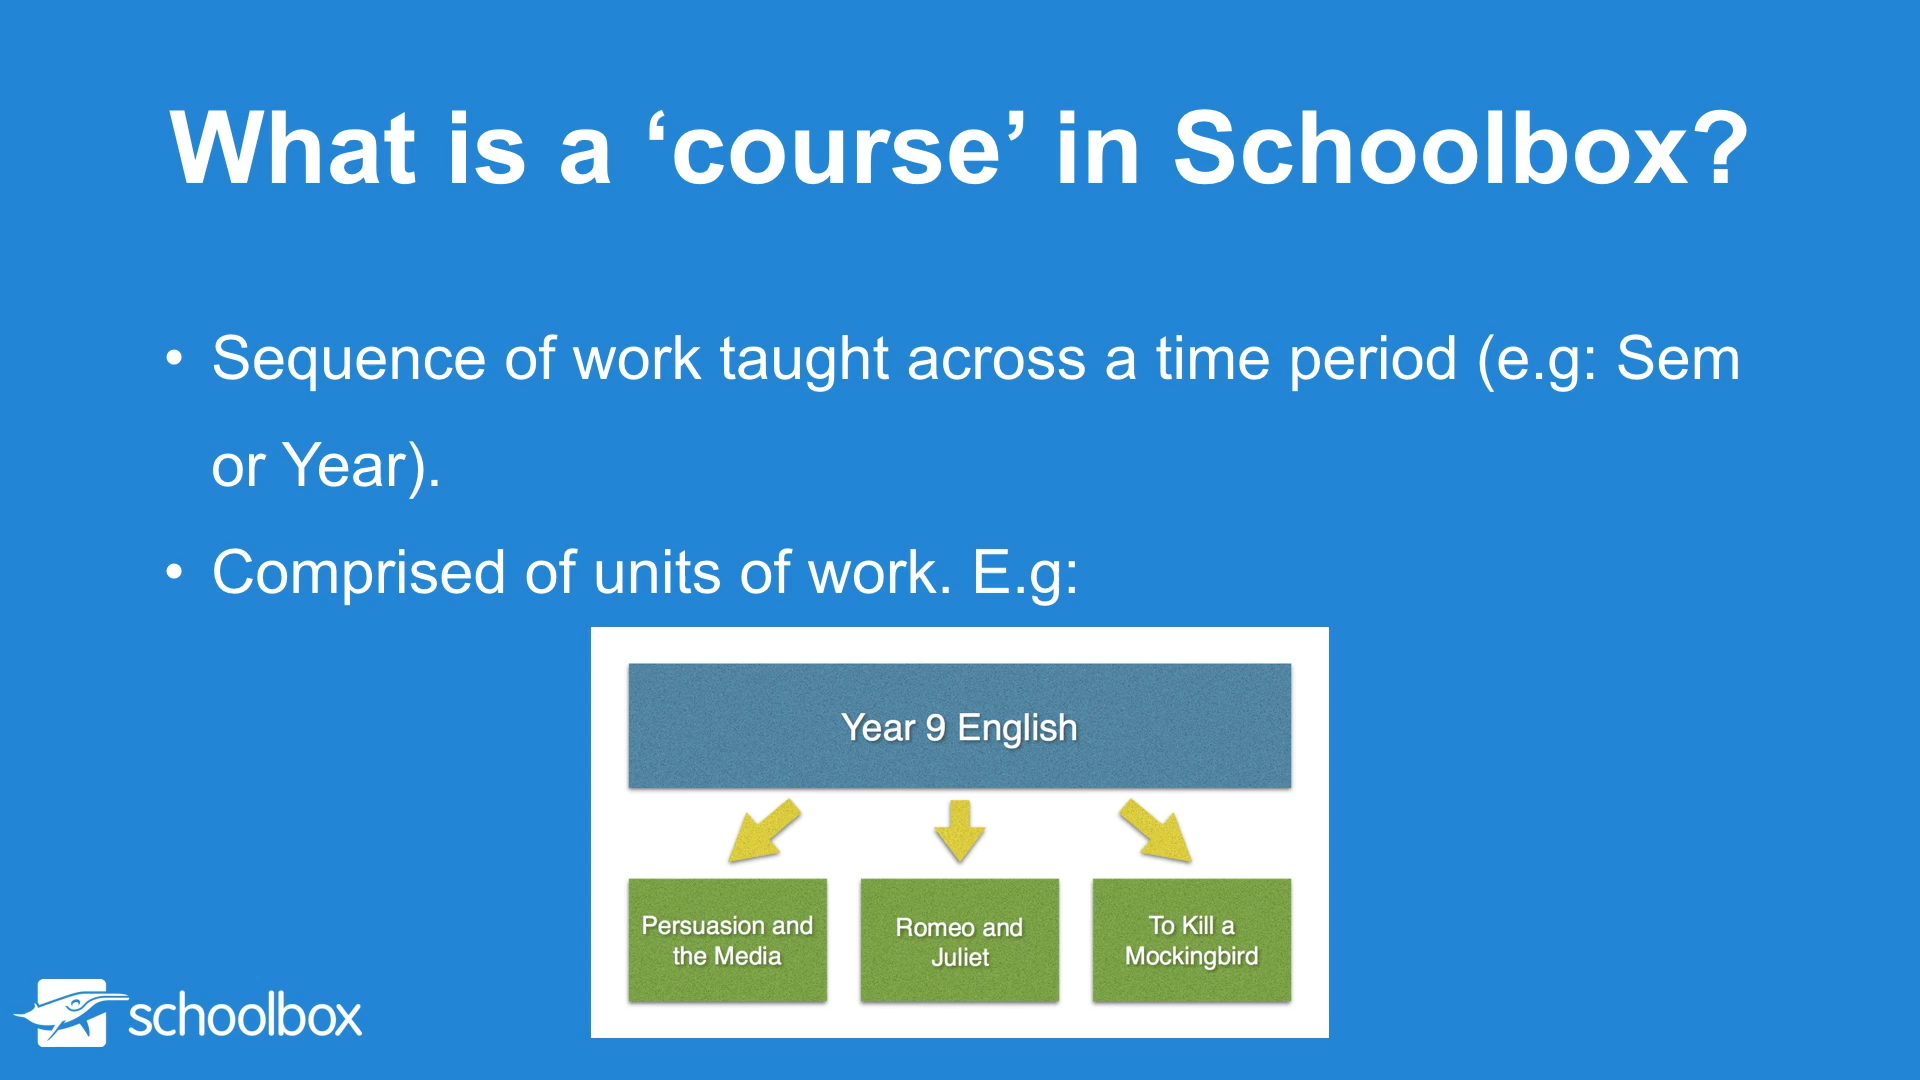 What is a ‘course’ in Schoolbox?
• Sequence of work taught across a time period (e.g: Sem
or Year).
• Comprised of units of work. E.g:
Year 9 English
Persuasion and
the Media
Romeo and
Juliet
To Kill a
Mockingbird
schoolbox